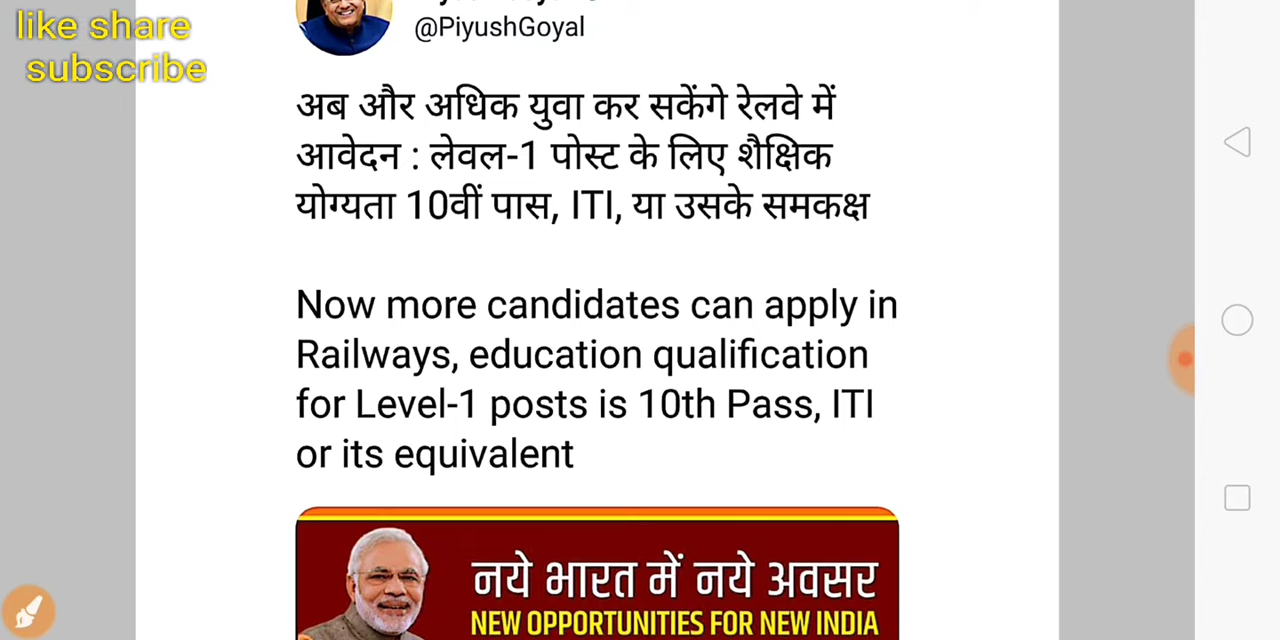 like share
subscribe
@PiyushGoyal
अब और अधिक युवा कर सकेंगे रेलवे में
आवेदन : लेवल-1 पोस्ट के लिए शैक्षिक
योग्यता 10वीं पास, ITI, या उसके समकक्ष
Now more candidates can apply in
Railways, education qualification
for Level-1 posts is 10th Pass, ITI
or its equivalent
नये भारत में नये अवसर
NEW OPPORTUNITIES FOR NEW INDIA